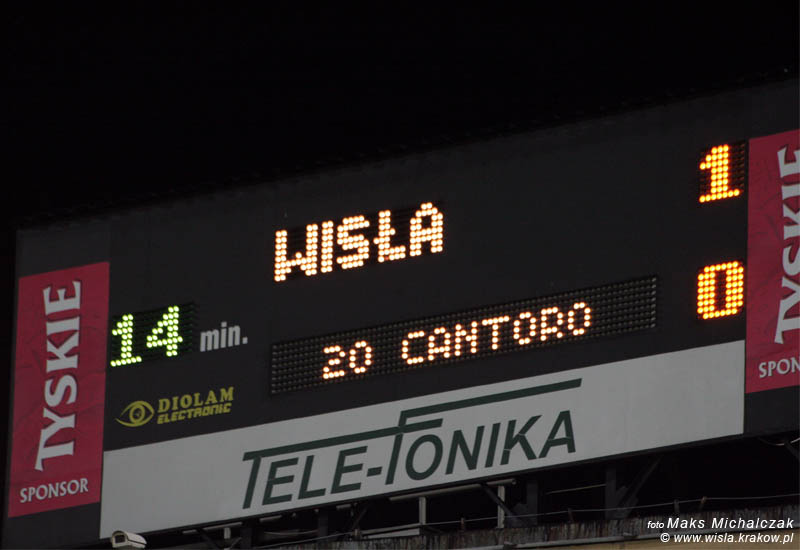 WISŁA
1
0
14 min.
20 CANTORO
TYSKIE
SPONSOR
DIOLAM
ELECTRONIC
TELE-FONIKA
TYSKIE
SPON
foto Maks Michalczak
© www.wisla.krakow.pl